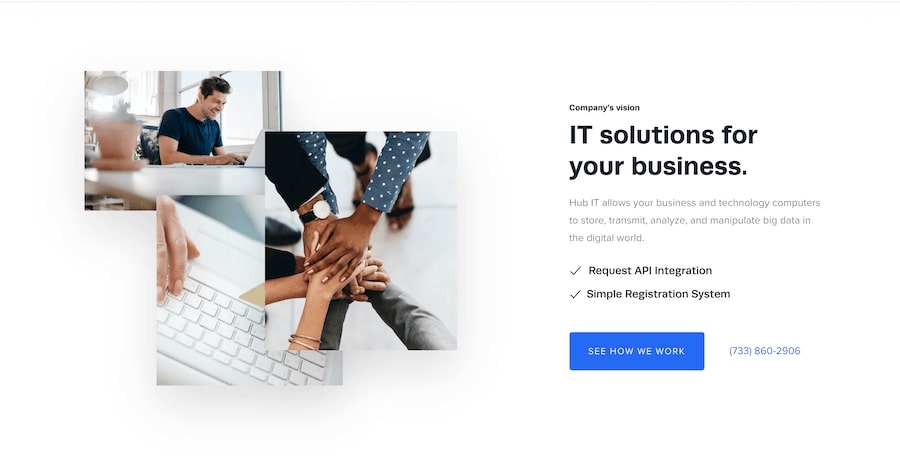 Company's vision
IT solutions for
your business.
Hub IT allows your business and technology computers
to store, transmit, analyze, and manipulate big data in
the digital world.
Request API Integration
Simple Registration System
SEE HOW WE WORK
(733) 860-2906